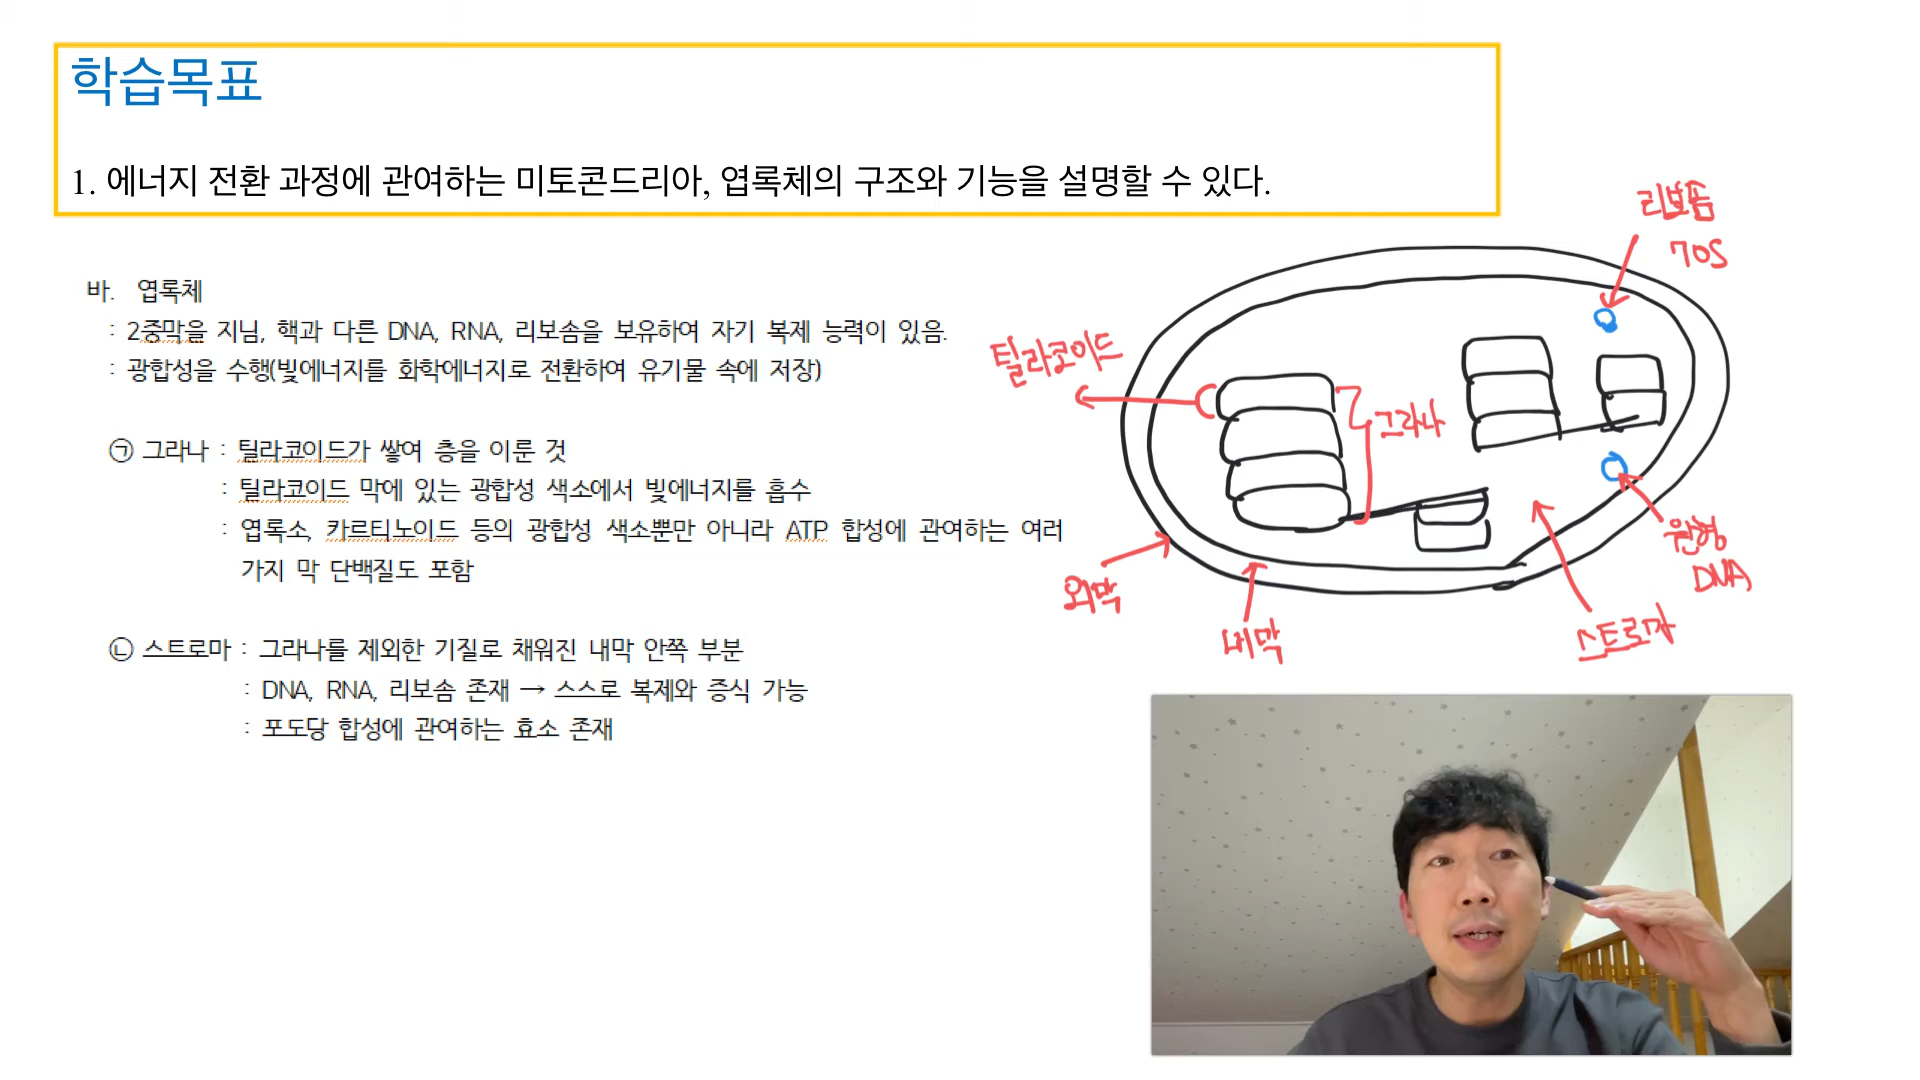 학습목표
1. 에너지 전환 과정에 관여하는 미토콘드리아, 엽록체의 구조와 기능을 설명할 수 있다.
바. 엽록체
: 2중막을 지님, 핵과 다른 DNA, RNA, 리보솜을 보유하여 자기 복제 능력이 있음.
: 광합성을 수행(빛에너지를 화학에너지로 전환하여 유기물 속에 저장)
㉠ 그라나 : 틸라코이드가 쌓여 층을 이룬 것
: 틸라코이드 막에 있는 광합성 색소에서 빛에너지를 흡수
: 엽록소, 카르티노이드 등의 광합성 색소뿐만 아니라 ATP 합성에 관여하는 여러
가지 막 단백질도 포함
㉡ 스트로마 : 그라나를 제외한 기질로 채워진 내막 안쪽 부분
: DNA, RNA, 리보솜 존재 → 스스로 복제와 증식 가능
: 포도당 합성에 관여하는 효소 존재
리보솜
70S
틸라코이드
그라나
원형
DNA
외막
내막
스트로마